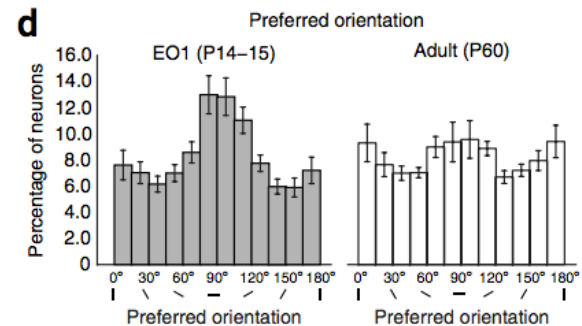 d
Preferred orientation
EO1 (P14–15)
Adult (P60)
Percentage of neurons
16.0
14.0
12.0
10.0
8.0
6.0
4.0
2.0
0
0° 30° 60° 90° 120° 150° 180°
0° 30° 60° 90° 120° 150° 180°
Preferred orientation
Preferred orientation